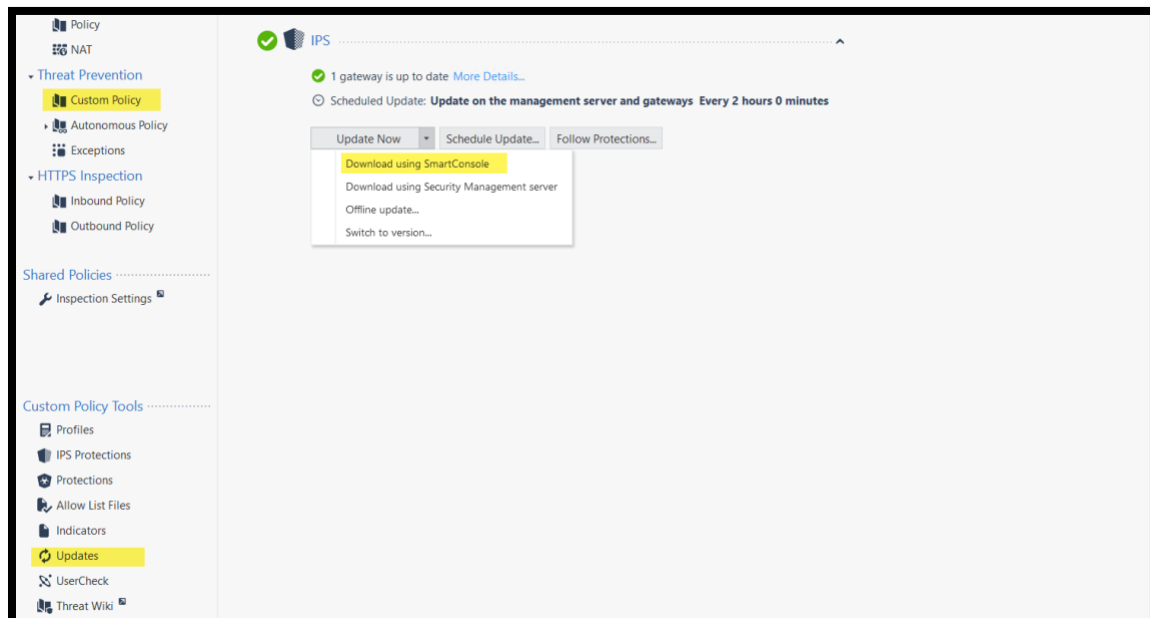 Policy
NAT
Threat Prevention
Custom Policy
Autonomous Policy
Exceptions
HTTPS Inspection
Inbound Policy
Outbound Policy
Shared Policies
Inspection Settings
Custom Policy Tools
Profiles
IPS Protections
Protections
Allow List Files
Indicators
Updates
UserCheck
Threat Wiki
IPS
1 gateway is up to date More Details...
Scheduled Update: Update on the management server and gateways Every 2 hours 0 minutes
Update Now Schedule Update... Follow Protections...
Download using SmartConsole
Download using Security Management server
Offline update...
Switch to version...